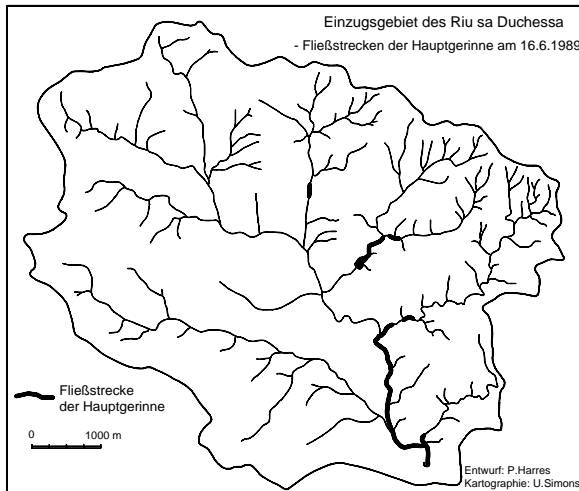 Einzugsgebiet des Riu sa Duchessa
- Fließstrecken der Hauptgerinne am 16.6.1989
Fließstrecke
der Hauptgerinne
0 1000 m
Entwurf: P.Harres
Kartographie: U.Simons